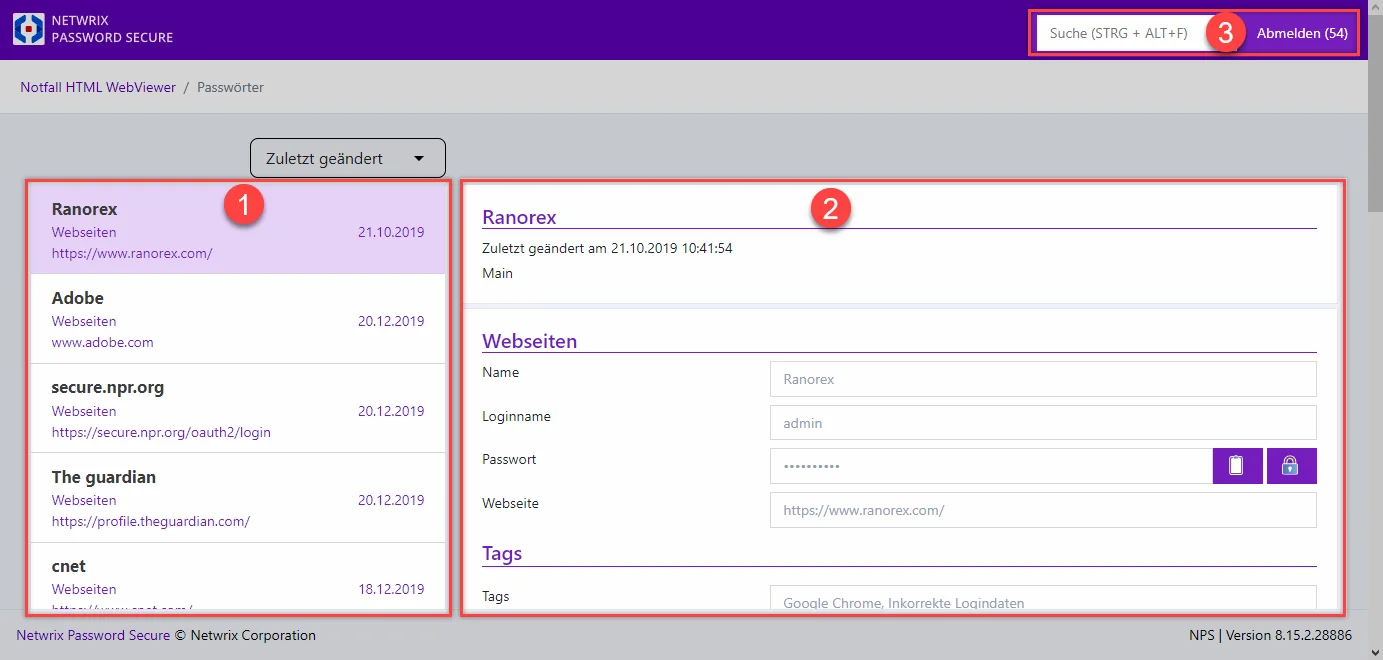 NETWRIX
PASSWORD SECURE
Suche (STRG + ALT+F)
3
Abmelden (54)
Notfall HTML WebViewer / Passwörter
Zuletzt geändert
1
Ranorex
Webseiten 21.10.2019
https://www.ranorex.com/
Adobe
Webseiten 20.12.2019
www.adobe.com
secure.npr.org
Webseiten 20.12.2019
https://secure.npr.org/oauth2/login
The guardian
Webseiten 20.12.2019
https://profile.theguardian.com/
cnet
Webseiten 18.12.2019
https://www.cnet.com/
2
Ranorex
Zuletzt geändert am 21.10.2019 10:41:54
Main
Webseiten
Name Ranorex
Loginname admin
Passwort ••••••••••
Webseite https://www.ranorex.com/
Tags
Tags Google Chrome, Inkorrekte Logindaten
Netwrix Password Secure © Netwrix Corporation
NPS | Version 8.15.2.28886